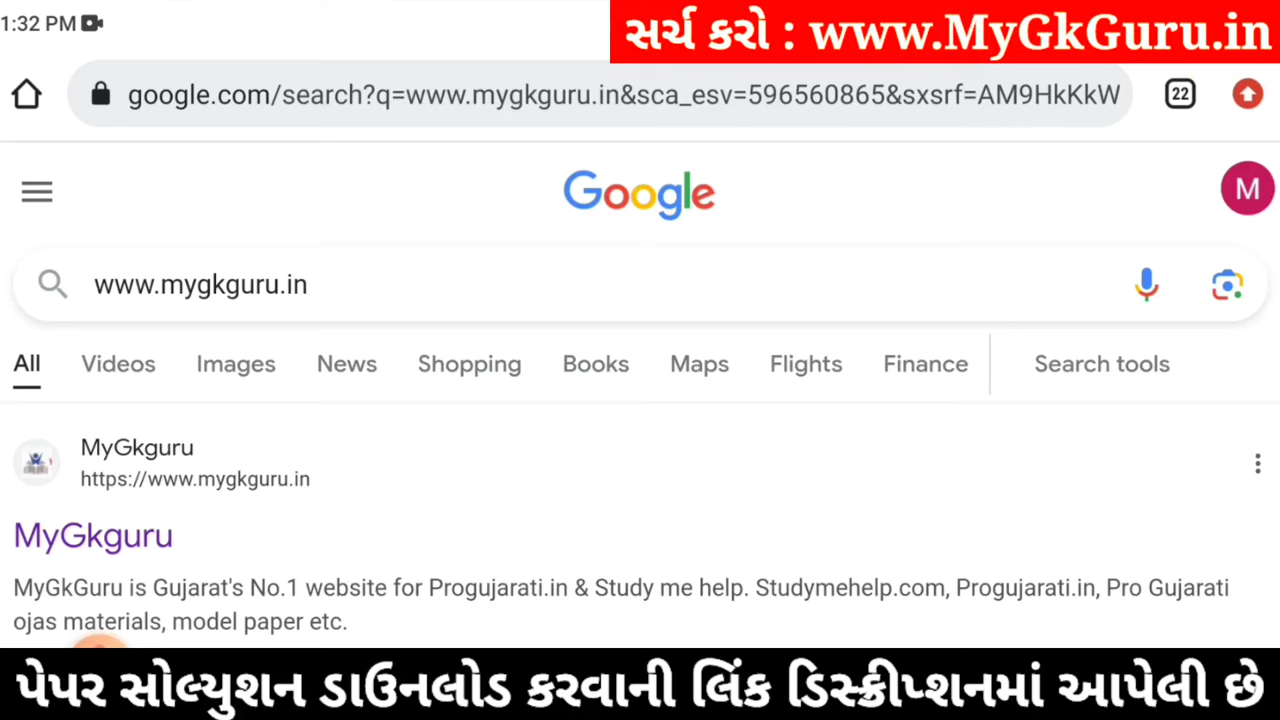 1:32 PM
સર્ચ કરો : www.MyGkGuru.in
google.com/search?q=www.mygkguru.in&sca_esv=596560865&sxsrf=AM9HkKkW
22
Google
M
www.mygkguru.in
All Videos Images News Shopping Books Maps Flights Finance Search tools
MyGkguru
https://www.mygkguru.in
MyGkguru
MyGkGuru is Gujarat's No.1 website for Progujarati.in & Study me help. Studymehelp.com, Progujarati.in, Pro Gujarati
ojas materials, model paper etc.
પેપર સોલ્યુશન ડાઉનલોડ કરવાની લિંક ડિસ્ક્રીપ્શનમાં આપેલી છે